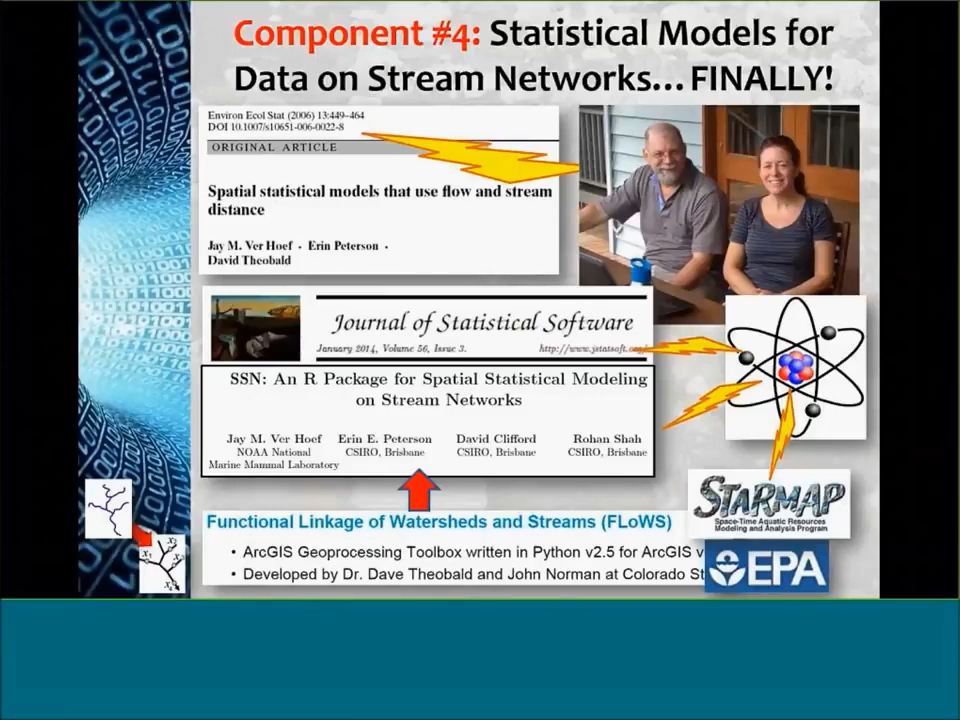 Component #4: Statistical Models for
Data on Stream Networks...FINALLY!
Environ Ecol Stat (2006) 13:449–464
DOI 10.1007/s10651-006-0022-8
ORIGINAL ARTICLE
Spatial statistical models that use flow and stream
distance
Jay M. Ver Hoef · Erin Peterson ·
David Theobald
Journal of Statistical Software
January 2014, Volume 56, Issue 3. http://www.jstatsoft.org/
SSN: An R Package for Spatial Statistical Modeling
on Stream Networks
Jay M. Ver Hoef Erin E. Peterson David Clifford Rohan Shah
NOAA National CSIRO, Brisbane CSIRO, Brisbane CSIRO, Brisbane
Marine Mammal Laboratory
STARMAP
Space-Time Aquatic Resources
Modeling and Analysis Program
Functional Linkage of Watersheds and Streams (FLoWS)
• ArcGIS Geoprocessing Toolbox written in Python v2.5 for ArcGIS v
• Developed by Dr. Dave Theobald and John Norman at Colorado St
EPA